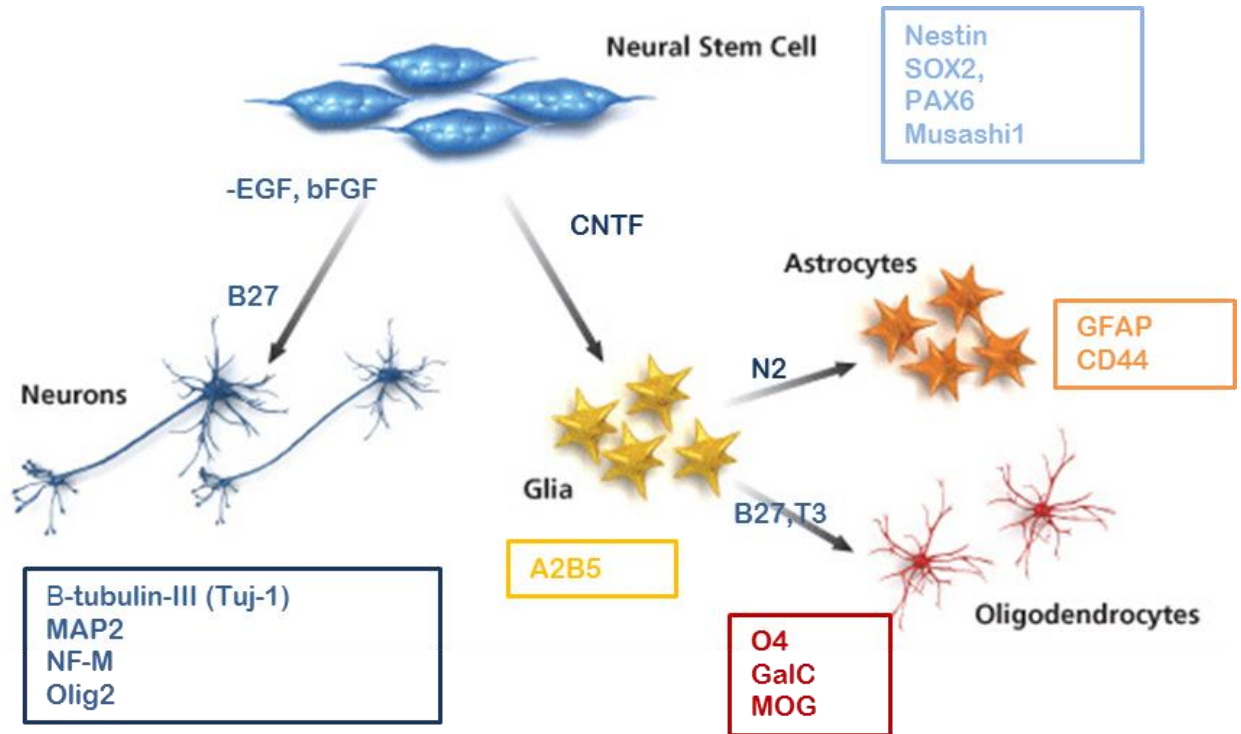 Neural Stem Cell
Nestin
SOX2,
PAX6
Musashi1
-EGF, bFGF
CNTF
B27
Astrocytes
GFAP
CD44
N2
Neurons
Glia
B27,T3
A2B5
B-tubulin-III (Tuj-1)
MAP2
NF-M
Olig2
Oligodendrocytes
O4
GalC
MOG